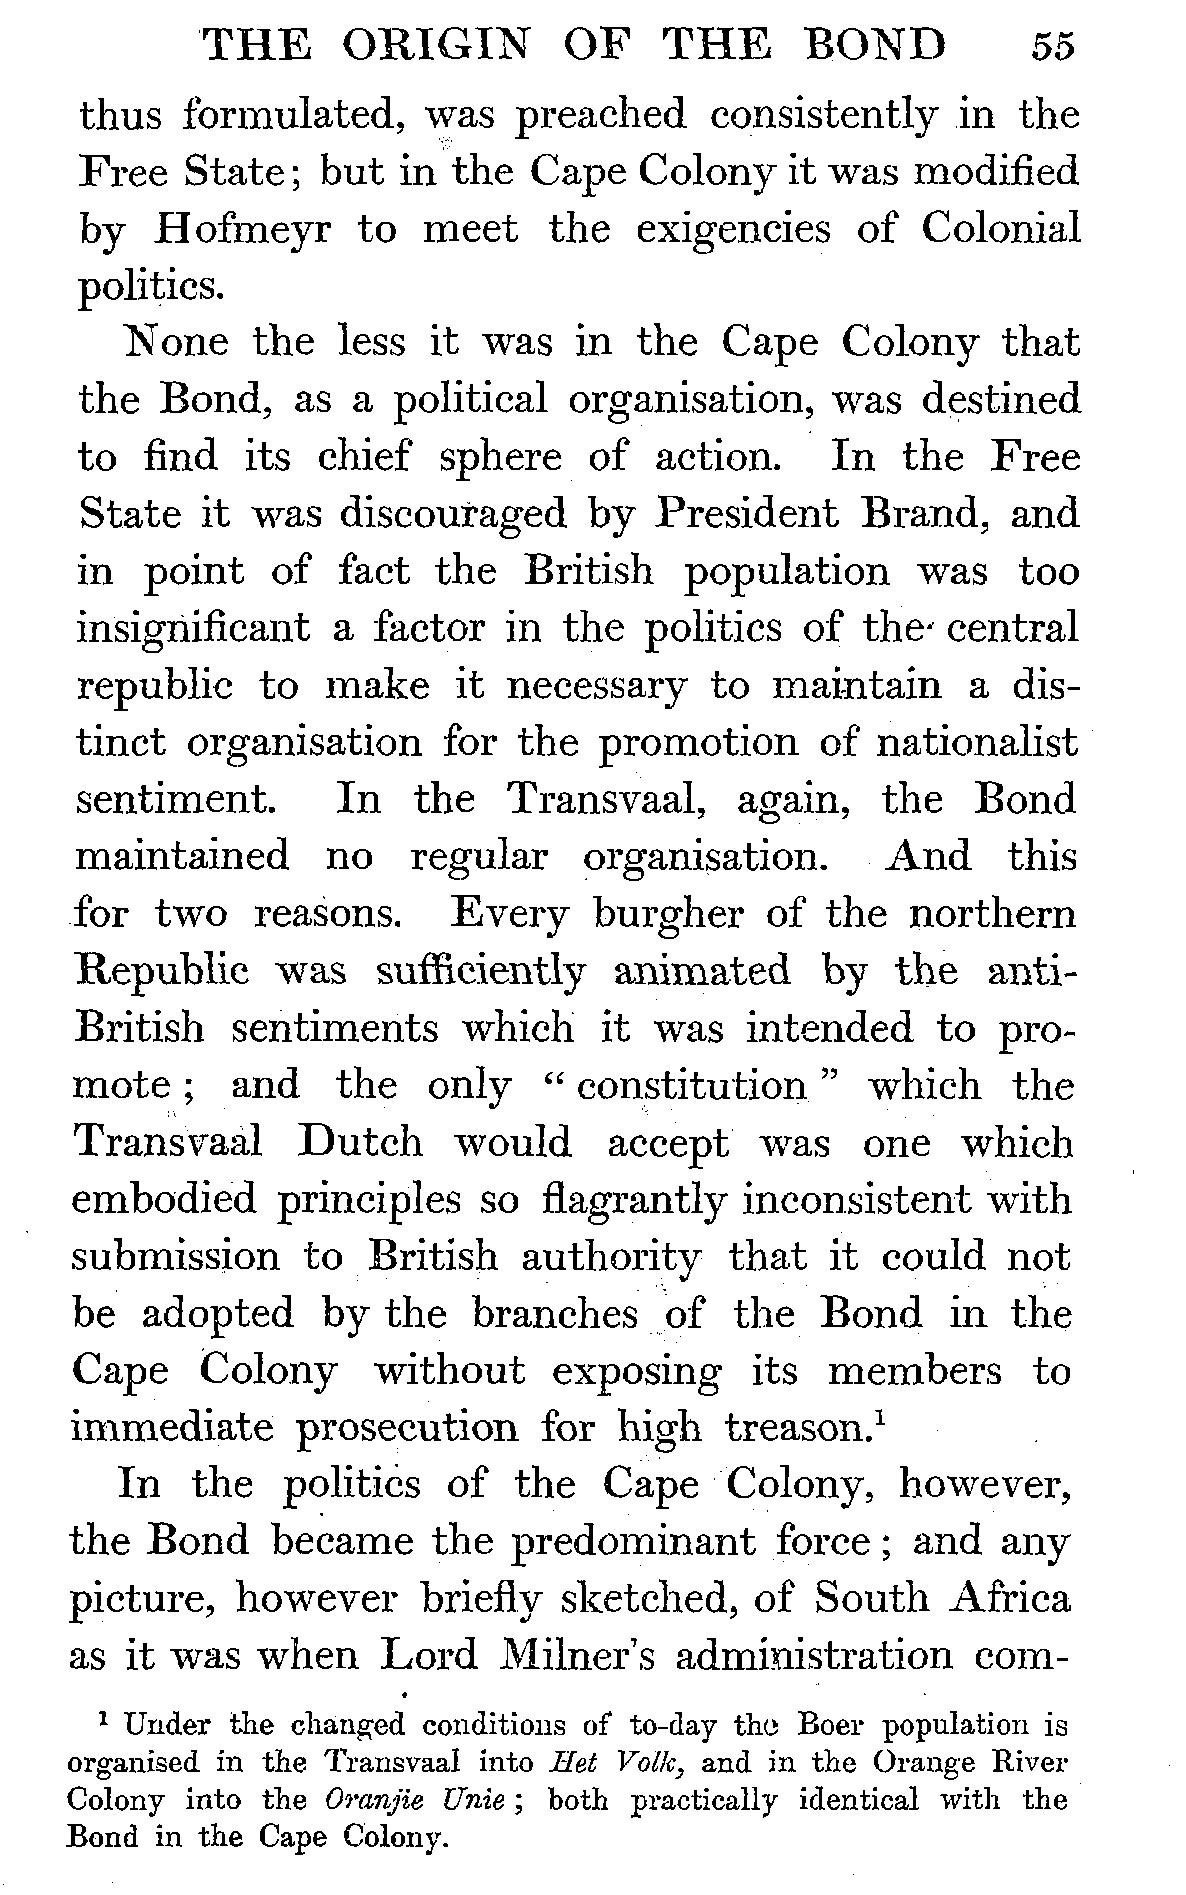 THE ORIGIN OF THE BOND 55
thus formulated, was preached consistently in the
Free State; but in the Cape Colony it was modified
by Hofmeyr to meet the exigencies of Colonial
politics.
None the less it was in the Cape Colony that
the Bond, as a political organisation, was destined
to find its chief sphere of action. In the Free
State it was discouraged by President Brand, and
in point of fact the British population was too
insignificant a factor in the politics of the central
republic to make it necessary to maintain a dis-
tinct organisation for the promotion of nationalist
sentiment. In the Transvaal, again, the Bond
maintained no regular organisation. And this
for two reasons. Every burgher of the northern
Republic was sufficiently animated by the anti-
British sentiments which it was intended to pro-
mote ; and the only " constitution " which the
Transvaal Dutch would accept was one which
embodied principles so flagrantly inconsistent with
submission to British authority that it could not
be adopted by the branches of the Bond in the
Cape Colony without exposing its members to
immediate prosecution for high treason.¹
In the politics of the Cape Colony, however,
the Bond became the predominant force ; and any
picture, however briefly sketched, of South Africa
as it was when Lord Milner's administration com-
¹ Under the changed conditions of to-day the Boer population is
organised in the Transvaal into Het Volk, and in the Orange River
Colony into the Oranjie Unie ; both practically identical with the
Bond in the Cape Colony.